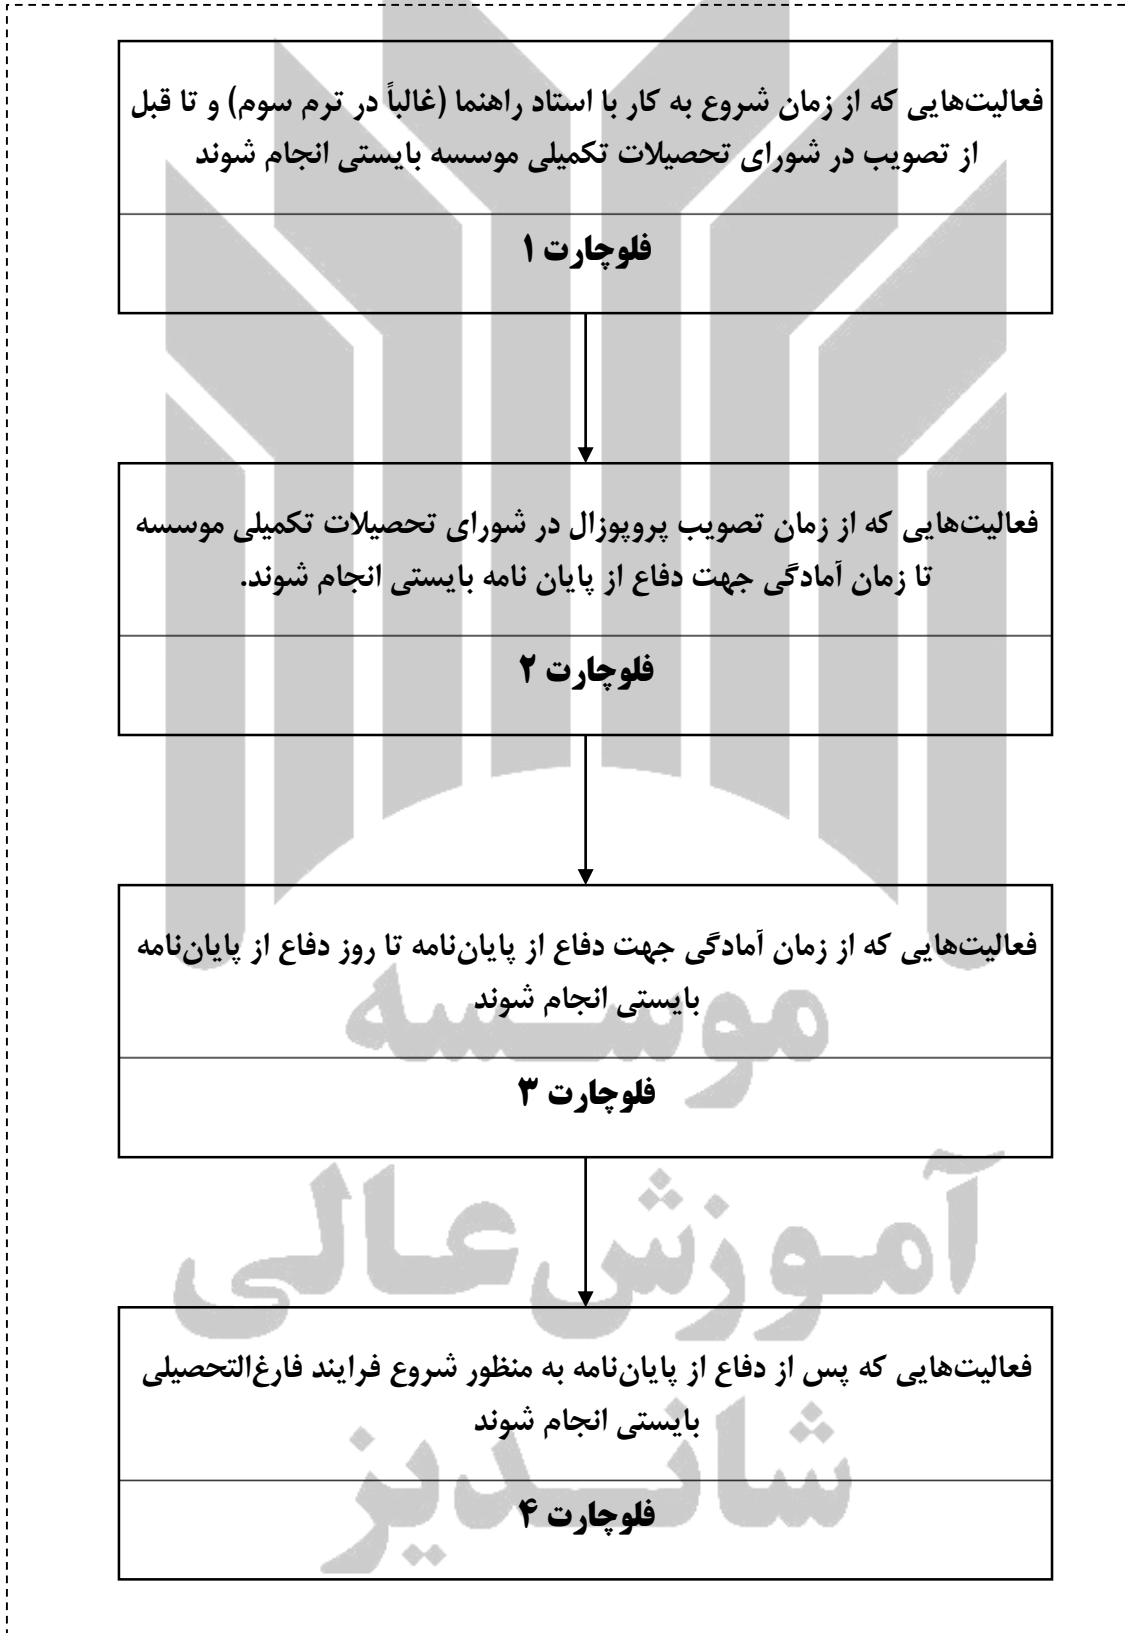 فعالیت‌هایی که از زمان شروع به کار با استاد راهنما (غالباً در ترم سوم) و تا قبل
از تصویب در شورای تحصیلات تکمیلی موسسه بایستی انجام شوند
فلوچارت ۱
فعالیت‌هایی که از زمان تصویب پروپوزال در شورای تحصیلات تکمیلی موسسه
تا زمان آمادگی جهت دفاع از پایان نامه بایستی انجام شوند.
فلوچارت ۲
فعالیت‌هایی که از زمان آمادگی جهت دفاع از پایان‌نامه تا روز دفاع از پایان‌نامه
بایستی انجام شوند
موسسه
فلوچارت ۳
آموزش عالی
فعالیت‌هایی که پس از دفاع از پایان‌نامه به منظور شروع فرایند فارغ‌التحصیلی
بایستی انجام شوند
شاندیز
فلوچارت ۴